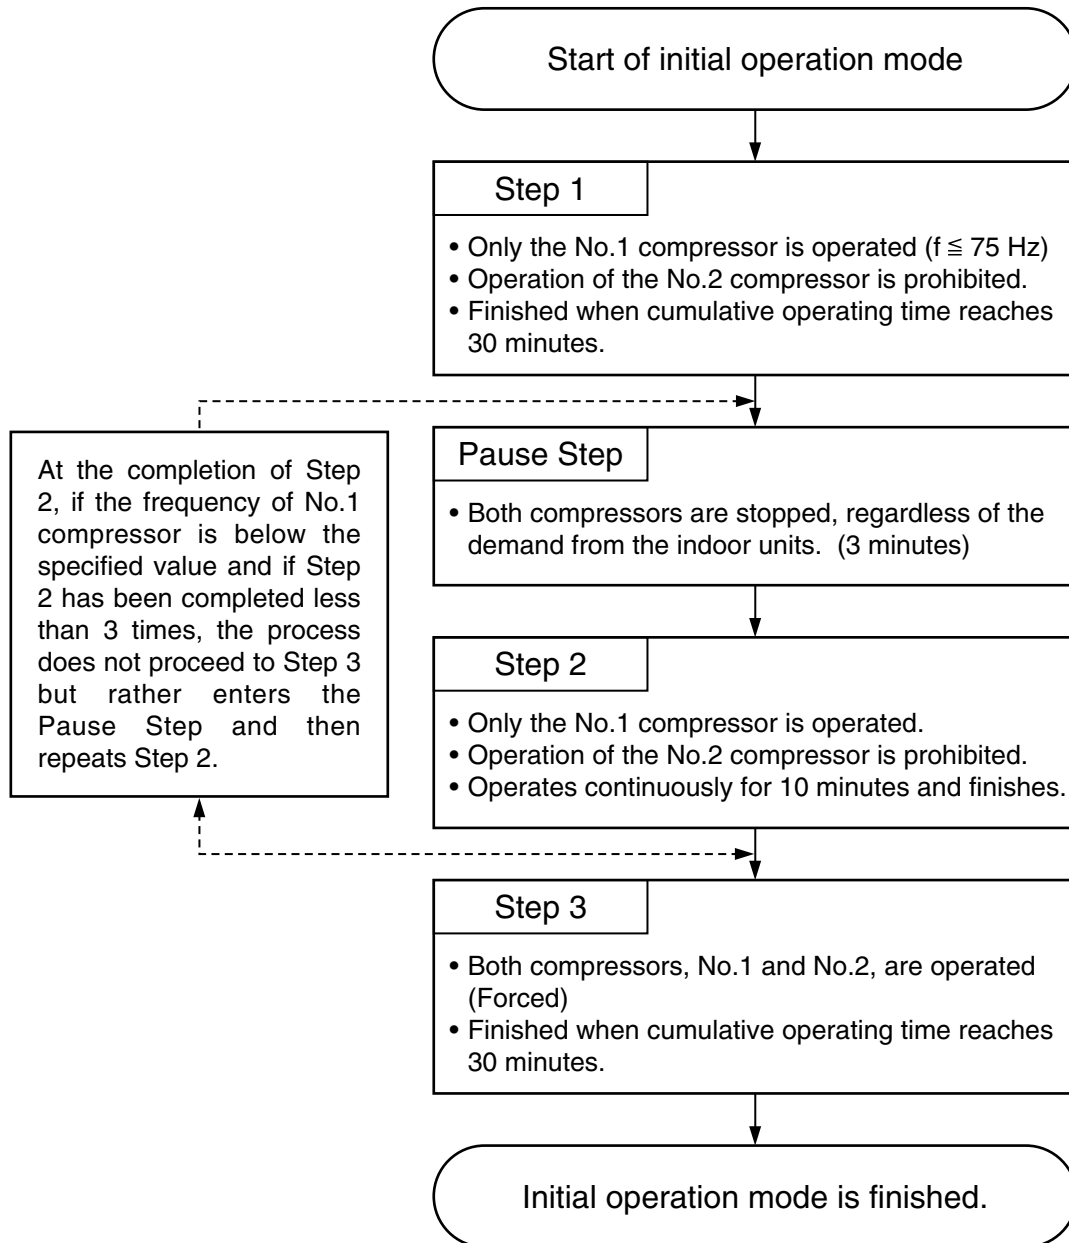 Start of initial operation mode
Step 1
• Only the No.1 compressor is operated (f ≦ 75 Hz)
• Operation of the No.2 compressor is prohibited.
• Finished when cumulative operating time reaches
30 minutes.
Pause Step
• Both compressors are stopped, regardless of the
demand from the indoor units.  (3 minutes)
At the completion of Step
2, if the frequency of No.1
compressor is below the
specified value and if Step
2 has been completed less
than 3 times, the process
does not proceed to Step 3
but rather enters the
Pause Step and then
repeats Step 2.
Step 2
• Only the No.1 compressor is operated.
• Operation of the No.2 compressor is prohibited.
• Operates continuously for 10 minutes and finishes.
Step 3
• Both compressors, No.1 and No.2, are operated
(Forced)
• Finished when cumulative operating time reaches
30 minutes.
Initial operation mode is finished.